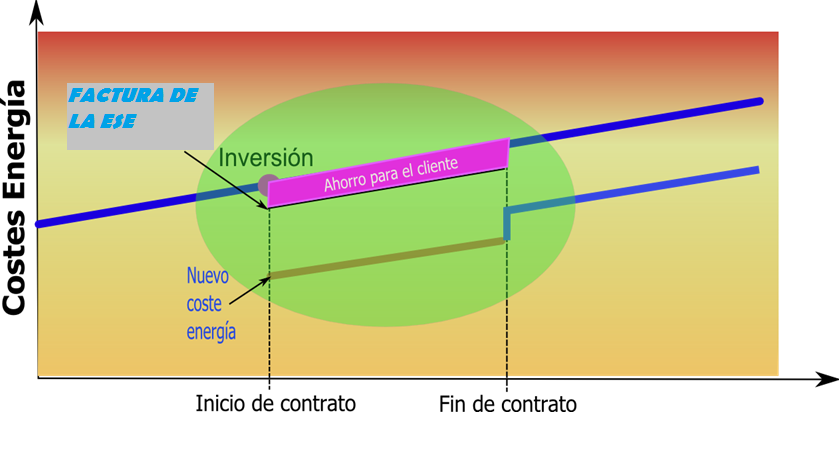 Costes Energía
FACTURA DE
LA ESE
Inversión
Ahorro para el cliente
Nuevo
coste
energía
Inicio de contrato
Fin de contrato